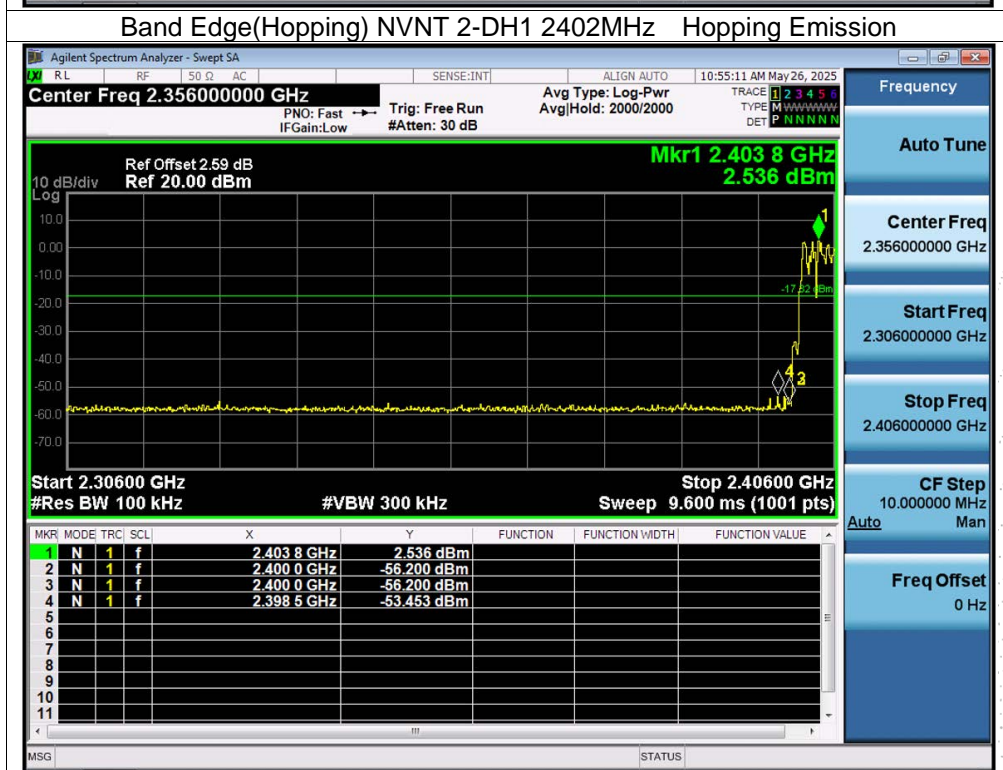 Band Edge(Hopping) NVNT 2-DH1 2402MHz Hopping Emission
Agilent Spectrum Analyzer - Swept SA
LXI RL RF 50 Ω AC SENSE:INT ALIGN AUTO 10:55:11 AM May 26, 2025
Center Freq 2.356000000 GHz
PNO: Fast
IFGain:Low
Trig: Free Run
#Atten: 30 dB
Avg Type: Log-Pwr
Avg|Hold: 2000/2000
TRACE 1 2 3 4 5 6
TYPE M WWWWW
DET P N N N N N
Mkr1 2.403 8 GHz
2.536 dBm
Ref Offset 2.59 dB
10 dB/div Ref 20.00 dBm
Log
10.0
0.00
-10.0
-20.0
-30.0
-40.0
-50.0
-60.0
-70.0
1
-17.32 dBm
4
3
Start 2.30600 GHz Stop 2.40600 GHz
#Res BW 100 kHz #VBW 300 kHz Sweep 9.600 ms (1001 pts)
MKR MODE TRC SCL X Y FUNCTION FUNCTION WIDTH FUNCTION VALUE
1 N 1 f 2.403 8 GHz 2.536 dBm
2 N 1 f 2.400 0 GHz -56.200 dBm
3 N 1 f 2.400 0 GHz -56.200 dBm
4 N 1 f 2.398 5 GHz -53.453 dBm
5
6
7
8
9
10
11
MSG STATUS
Frequency
Auto Tune
Center Freq
2.356000000 GHz
Start Freq
2.306000000 GHz
Stop Freq
2.406000000 GHz
CF Step
10.000000 MHz
Auto Man
Freq Offset
0 Hz